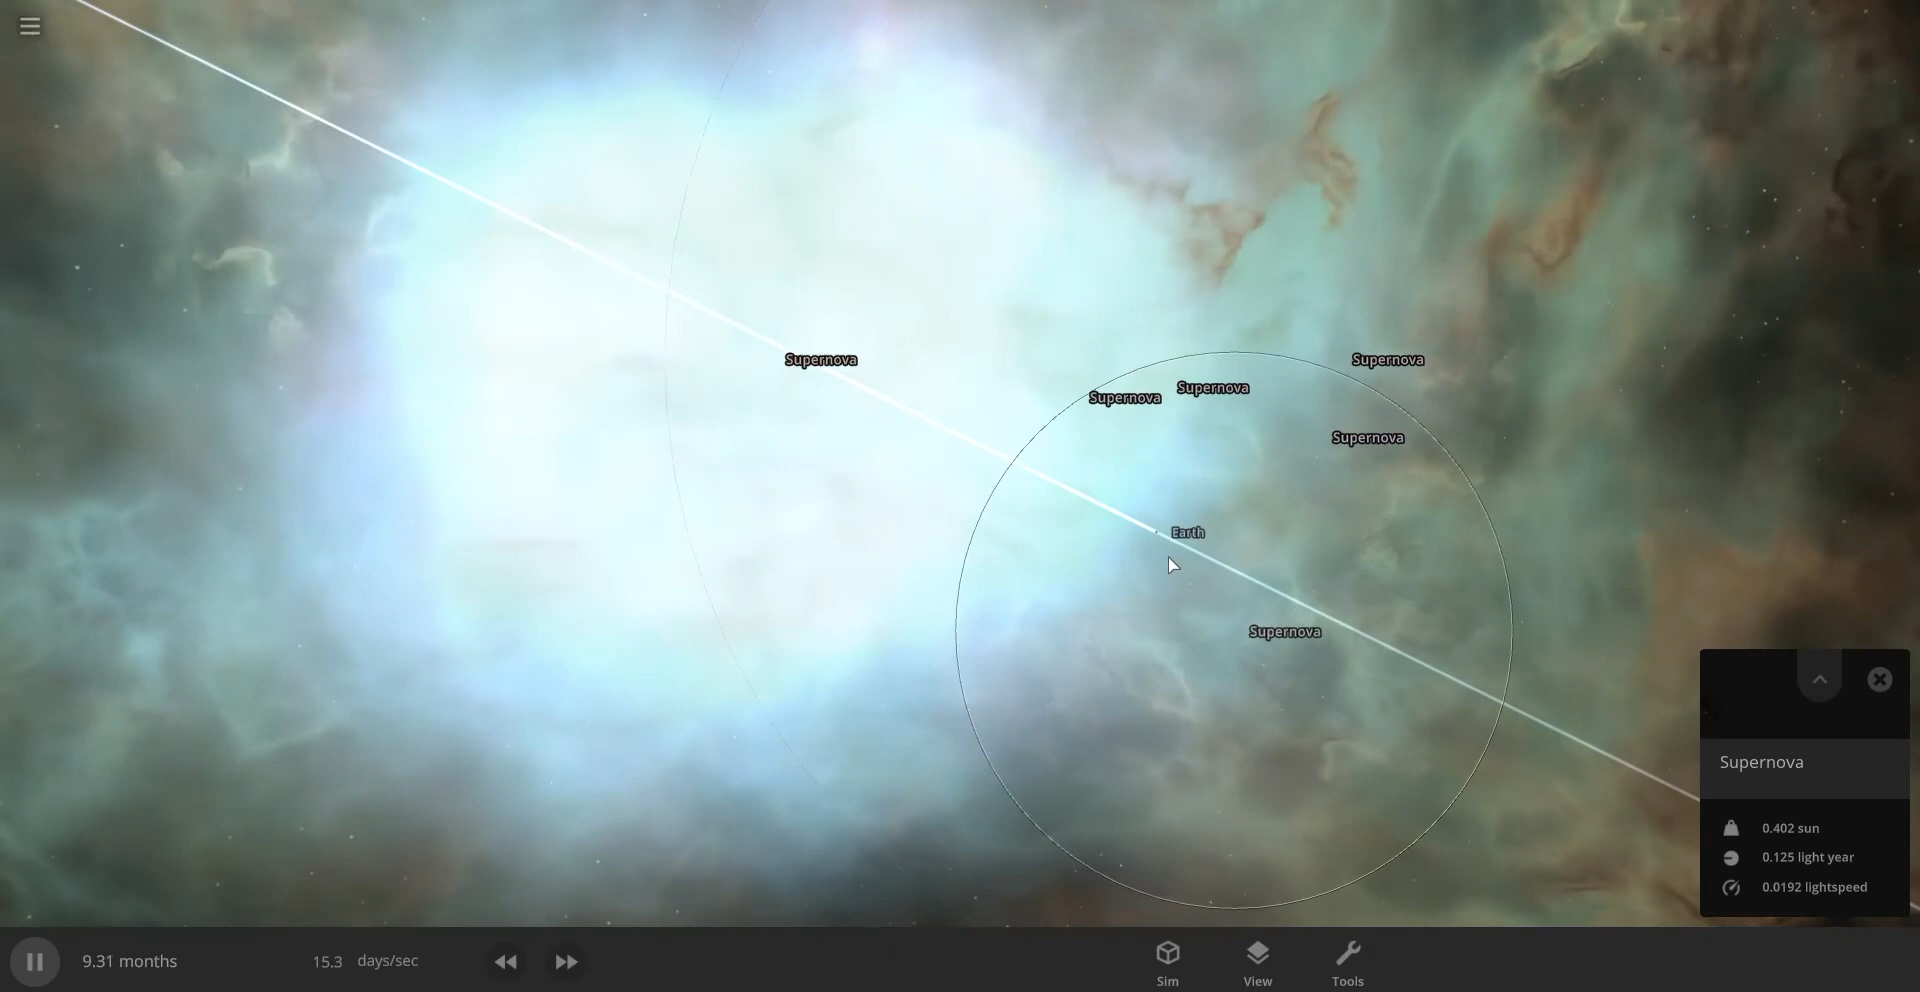 Supernova
Supernova
Supernova
Supernova
Supernova
Earth
Supernova
Supernova
0.402 sun
0.125 light year
0.0192 lightspeed
9.31 months
15.3 days/sec
Sim
View
Tools